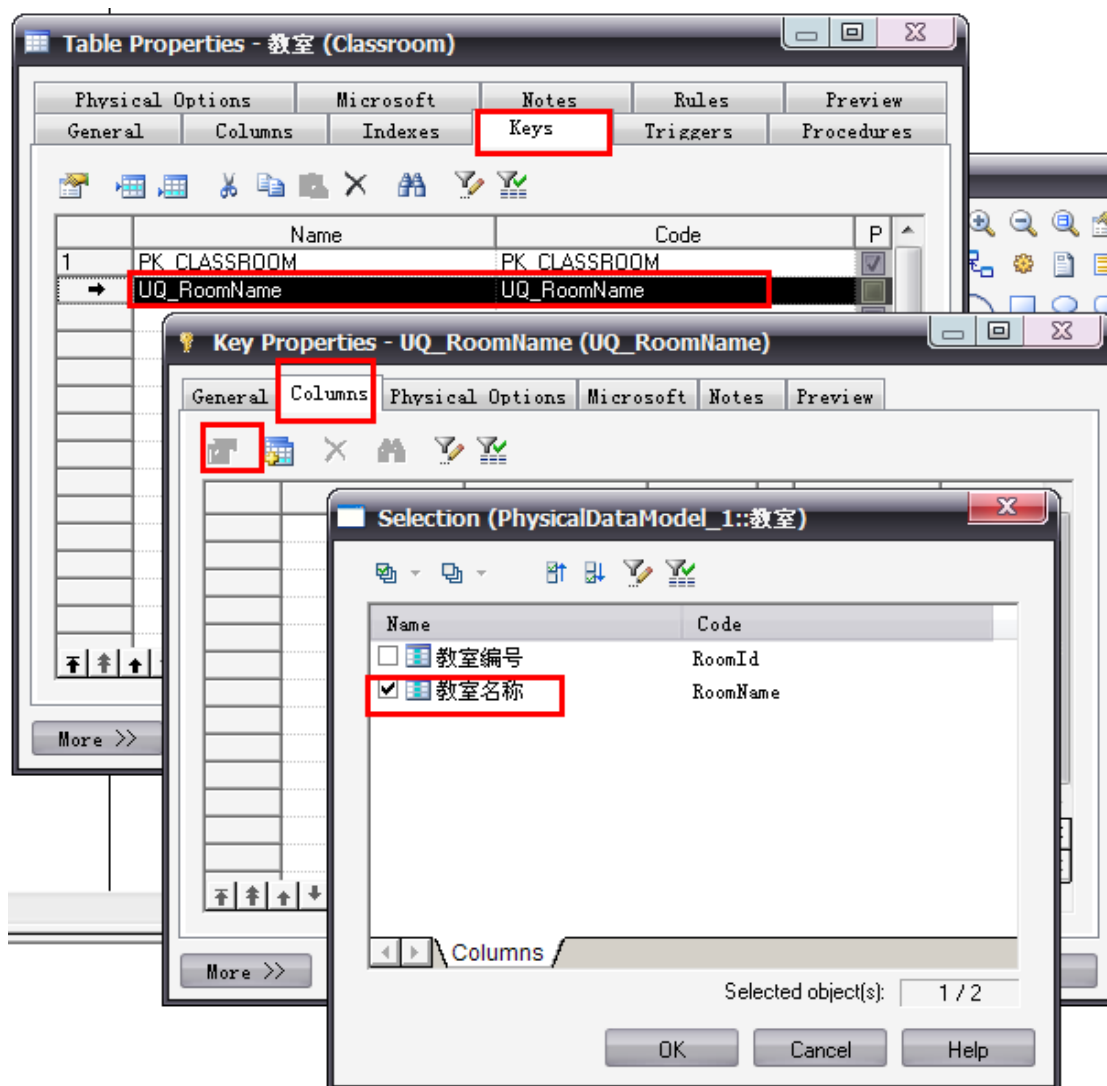 Table Properties - 教室 (Classroom)
Physical Options Microsoft Notes Rules Preview
General Columns Indexes Keys Triggers Procedures
Name Code P
1 PK_CLASSROOM PK_CLASSROOM
UQ_RoomName UQ_RoomName
More >>
Key Properties - UQ_RoomName (UQ_RoomName)
General Columns Physical Options Microsoft Notes Preview
More >>
Selection (PhysicalDataModel_1::教室)
Name Code
教室编号 RoomId
教室名称 RoomName
Columns
Selected object(s): 1 / 2
OK Cancel Help